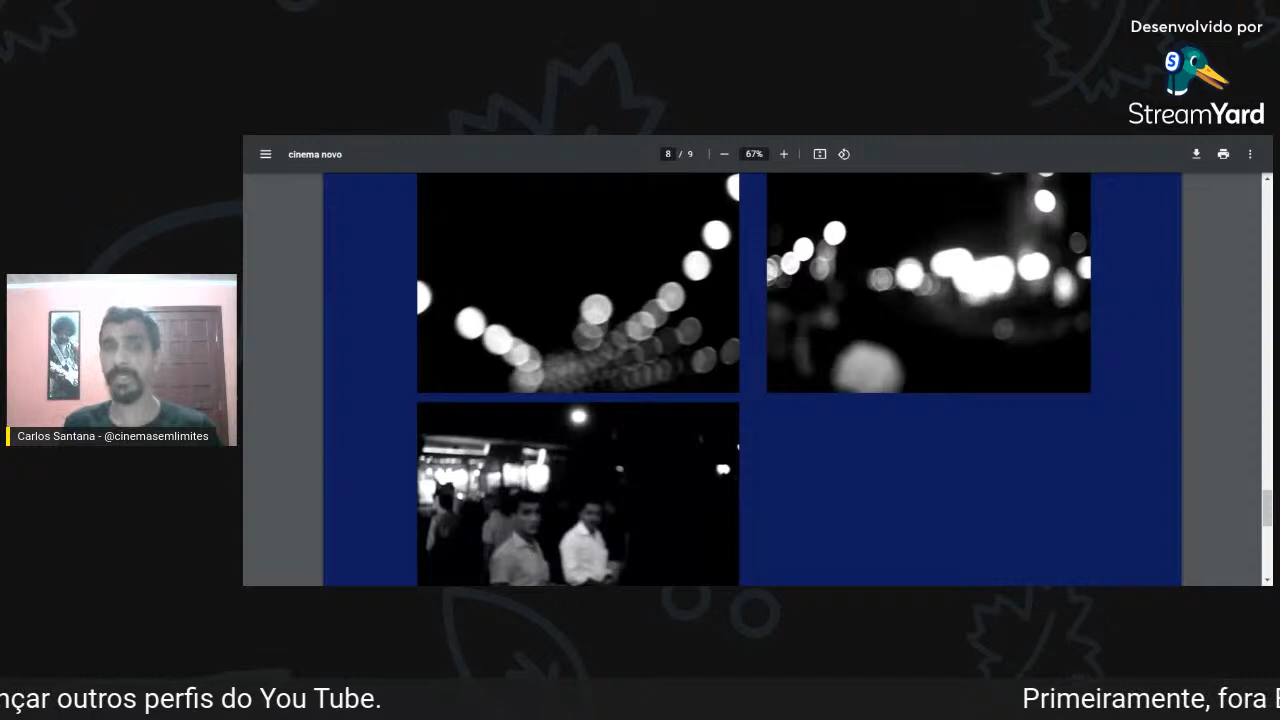 Desenvolvido por
StreamYard
cinema novo
8 / 9
67%
Carlos Santana - @cinemasemlimites
nçar outros perfis do You Tube.
Primeiramente, fora